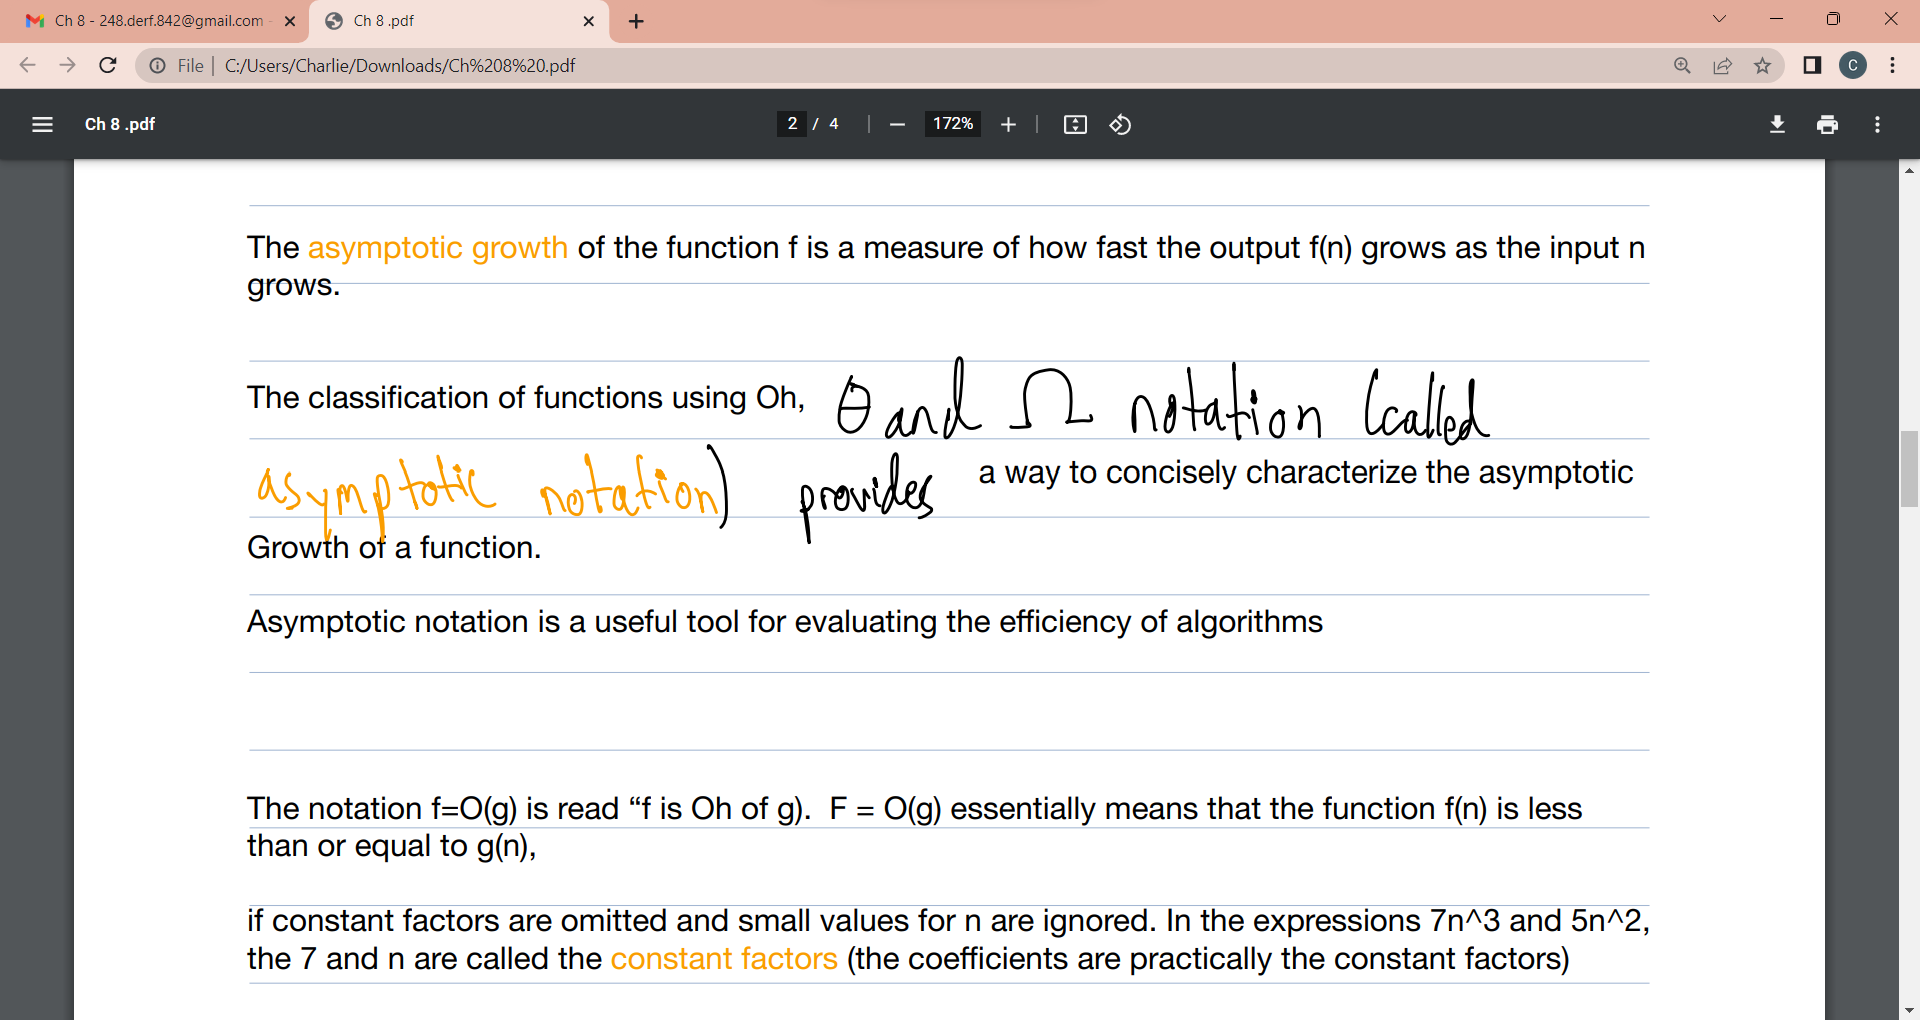 Ch 8 - 248.derf.842@gmail.com -
Ch 8 .pdf
File | C:/Users/Charlie/Downloads/Ch%208%20.pdf
C
Ch 8 .pdf
2 / 4
172%
The asymptotic growth of the function f is a measure of how fast the output f(n) grows as the input n
grows.
The classification of functions using Oh, θ and Ω notation (called
asymptotic notation) provides a way to concisely characterize the asymptotic
Growth of a function.
Asymptotic notation is a useful tool for evaluating the efficiency of algorithms
The notation f=O(g) is read “f is Oh of g).  F = O(g) essentially means that the function f(n) is less
than or equal to g(n),
if constant factors are omitted and small values for n are ignored. In the expressions 7n^3 and 5n^2,
the 7 and n are called the constant factors (the coefficients are practically the constant factors)